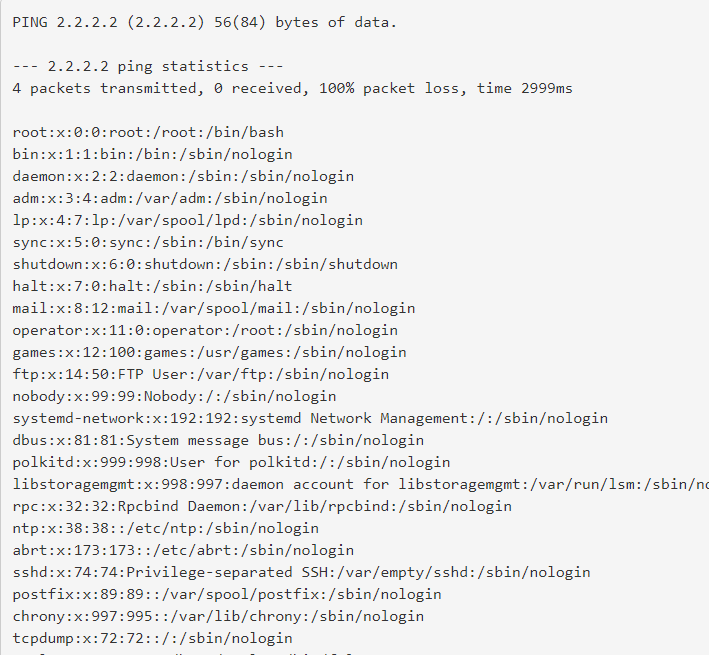 PING 2.2.2.2 (2.2.2.2) 56(84) bytes of data.
--- 2.2.2.2 ping statistics ---
4 packets transmitted, 0 received, 100% packet loss, time 2999ms
root:x:0:0:root:/root:/bin/bash
bin:x:1:1:bin:/bin:/sbin/nologin
daemon:x:2:2:daemon:/sbin:/sbin/nologin
adm:x:3:4:adm:/var/adm:/sbin/nologin
lp:x:4:7:lp:/var/spool/lpd:/sbin/nologin
sync:x:5:0:sync:/sbin:/bin/sync
shutdown:x:6:0:shutdown:/sbin:/sbin/shutdown
halt:x:7:0:halt:/sbin:/sbin/halt
mail:x:8:12:mail:/var/spool/mail:/sbin/nologin
operator:x:11:0:operator:/root:/sbin/nologin
games:x:12:100:games:/usr/games:/sbin/nologin
ftp:x:14:50:FTP User:/var/ftp:/sbin/nologin
nobody:x:99:99:Nobody:/:/sbin/nologin
systemd-network:x:192:192:systemd Network Management:/:/sbin/nologin
dbus:x:81:81:System message bus:/:/sbin/nologin
polkitd:x:999:998:User for polkitd:/:/sbin/nologin
libstoragemgmt:x:998:997:daemon account for libstoragemgmt:/var/run/lsm:/sbin/no
rpc:x:32:32:Rpcbind Daemon:/var/lib/rpcbind:/sbin/nologin
ntp:x:38:38::/etc/ntp:/sbin/nologin
abrt:x:173:173::/etc/abrt:/sbin/nologin
sshd:x:74:74:Privilege-separated SSH:/var/empty/sshd:/sbin/nologin
postfix:x:89:89::/var/spool/postfix:/sbin/nologin
chrony:x:997:995::/var/lib/chrony:/sbin/nologin
tcpdump:x:72:72::/:/sbin/nologin